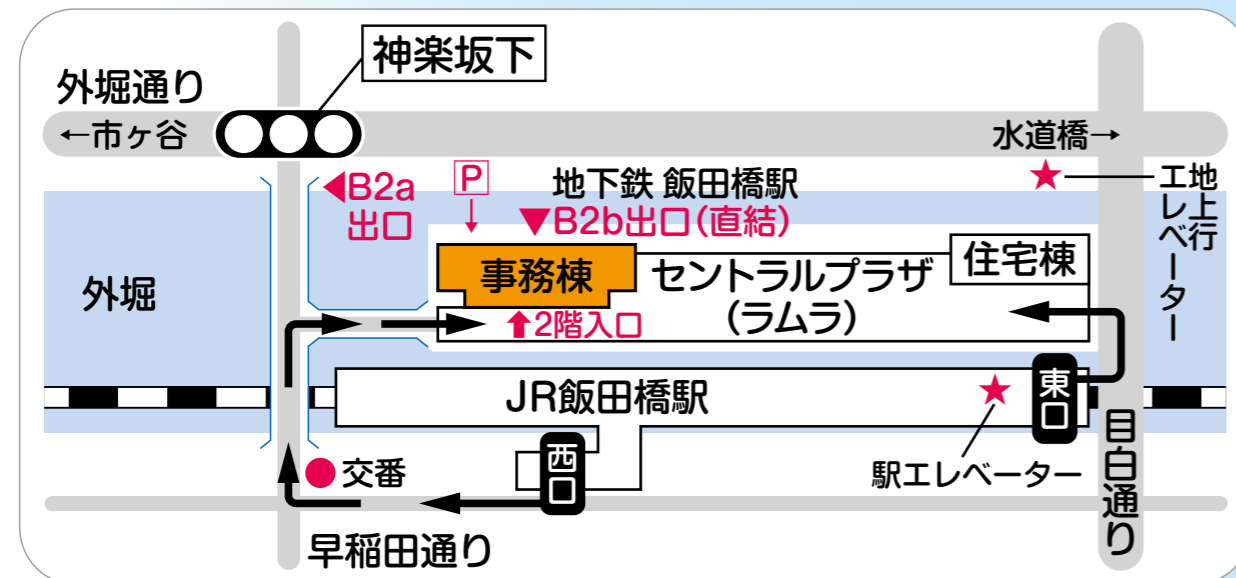 神楽坂下
外堀通り
←市ヶ谷
水道橋→
◀B2a
出口
P
↓
地下鉄 飯田橋駅
▼B2b出口(直結)
★
地上行
エレベーター
外堀
事務棟
セントラルプラザ
(ラムラ)
住宅棟
⬆2階入口
JR飯田橋駅
★
東口
西口
●交番
駅エレベーター
目白通り
早稲田通り